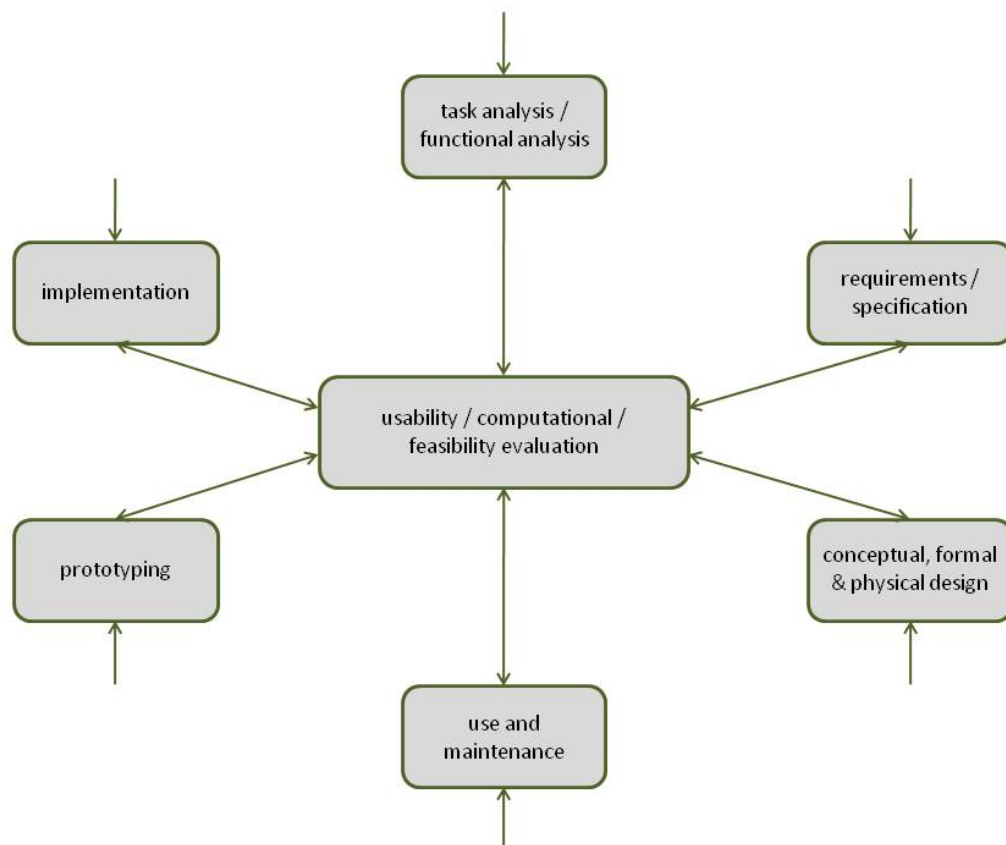 task analysis /
functional analysis
implementation
requirements /
specification
usability / computational /
feasibility evaluation
prototyping
conceptual, formal
& physical design
use and
maintenance